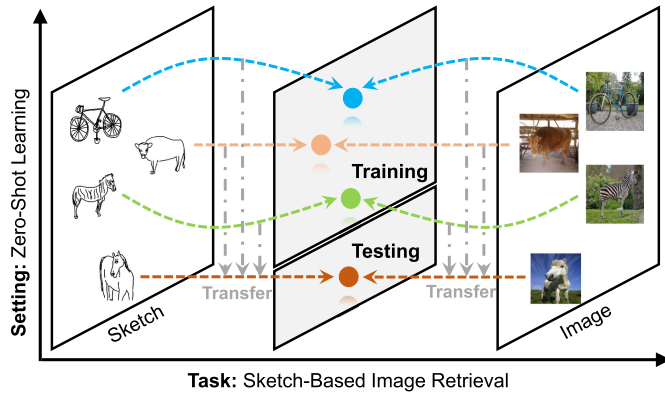 Setting: Zero-Shot Learning
Training
Testing
Transfer
Transfer
Sketch
Image
Task: Sketch-Based Image Retrieval